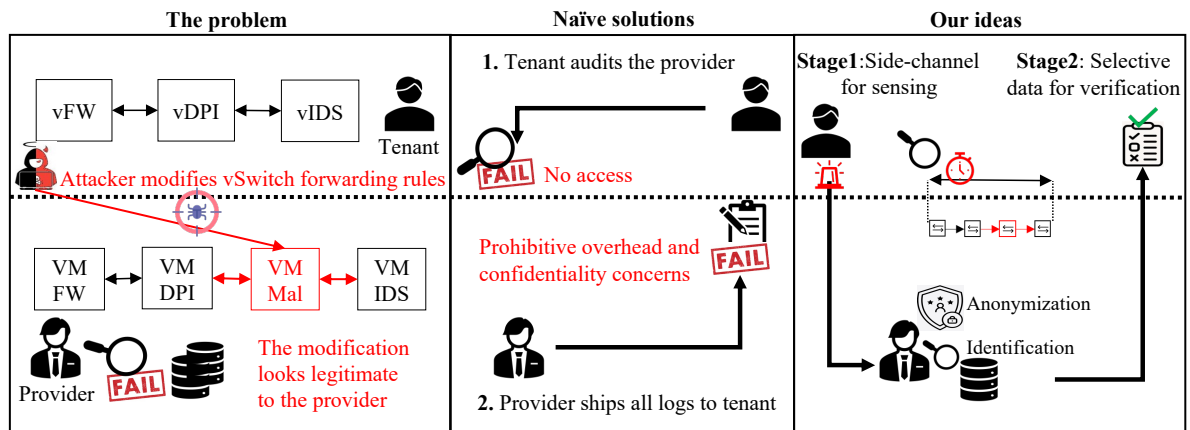 The problem
vFW
vDPI
vIDS
Tenant
Attacker modifies vSwitch forwarding rules
VM
FW
VM
DPI
VM
Mal
VM
IDS
Provider
FAIL
The modification
looks legitimate
to the provider
Naïve solutions
1. Tenant audits the provider
FAIL
No access
Prohibitive overhead and
confidentiality concerns
FAIL
2. Provider ships all logs to tenant
Our ideas
Stage1:Side-channel
for sensing
Stage2: Selective
data for verification
Anonymization
Identification